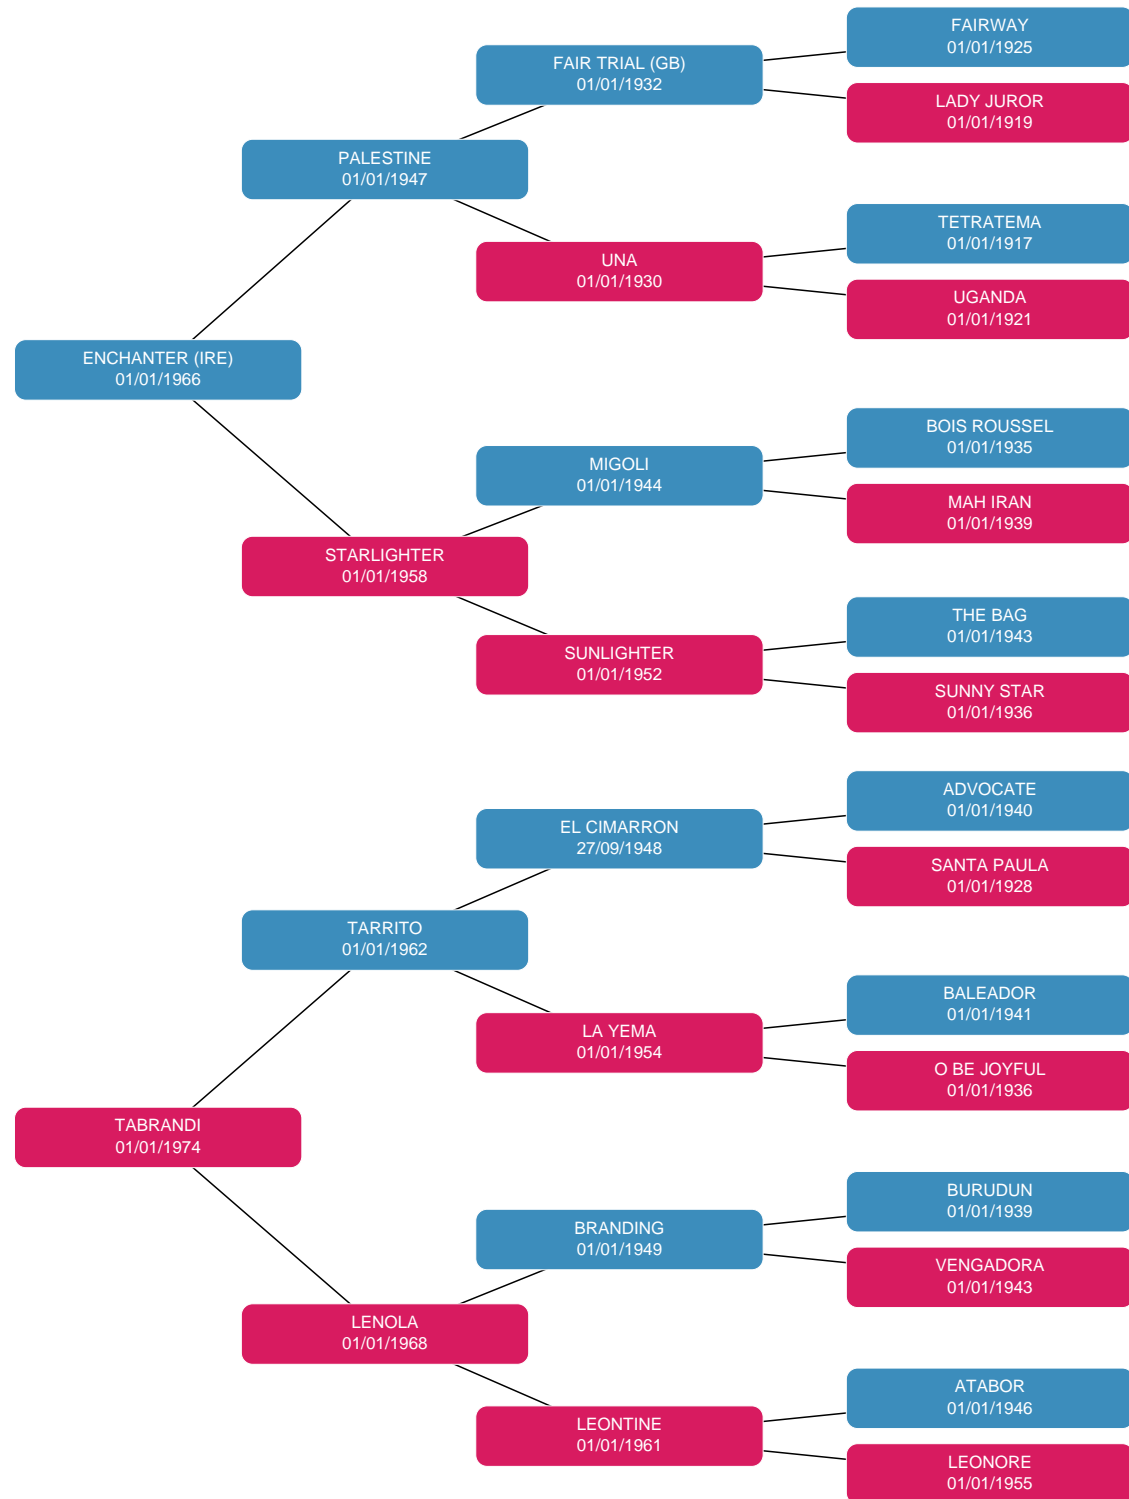 FAIRWAY
01/01/1925
FAIR TRIAL (GB)
01/01/1932
LADY JUROR
01/01/1919
PALESTINE
01/01/1947
TETRATEMA
01/01/1917
UNA
01/01/1930
UGANDA
01/01/1921
ENCHANTER (IRE)
01/01/1966
BOIS ROUSSEL
01/01/1935
MIGOLI
01/01/1944
MAH IRAN
01/01/1939
STARLIGHTER
01/01/1958
THE BAG
01/01/1943
SUNLIGHTER
01/01/1952
SUNNY STAR
01/01/1936
ADVOCATE
01/01/1940
EL CIMARRON
27/09/1948
SANTA PAULA
01/01/1928
TARRITO
01/01/1962
BALEADOR
01/01/1941
LA YEMA
01/01/1954
O BE JOYFUL
01/01/1936
TABRANDI
01/01/1974
BURUDUN
01/01/1939
BRANDING
01/01/1949
VENGADORA
01/01/1943
LENOLA
01/01/1968
ATABOR
01/01/1946
LEONTINE
01/01/1961
LEONORE
01/01/1955